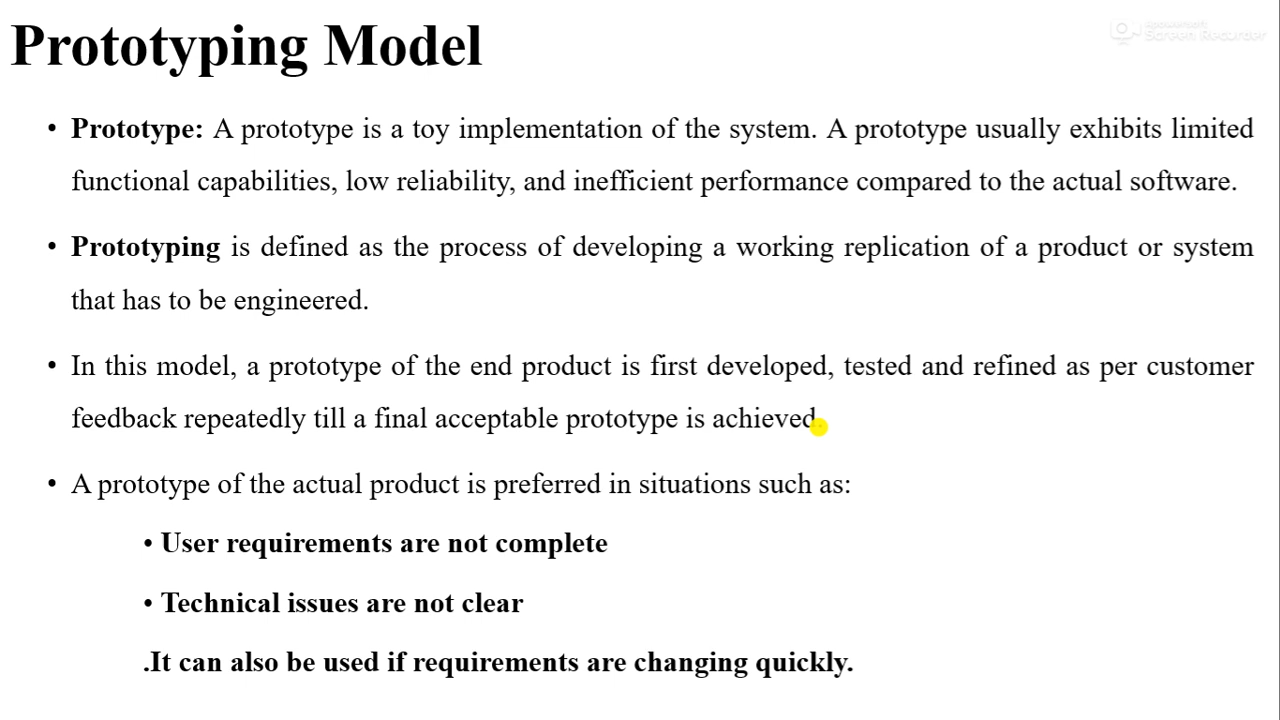 Prototyping Model
Apowersoft
Screen Recorder
• Prototype: A prototype is a toy implementation of the system. A prototype usually exhibits limited
functional capabilities, low reliability, and inefficient performance compared to the actual software.
• Prototyping is defined as the process of developing a working replication of a product or system
that has to be engineered.
• In this model, a prototype of the end product is first developed, tested and refined as per customer
feedback repeatedly till a final acceptable prototype is achieved.
• A prototype of the actual product is preferred in situations such as:
• User requirements are not complete
• Technical issues are not clear
.It can also be used if requirements are changing quickly.